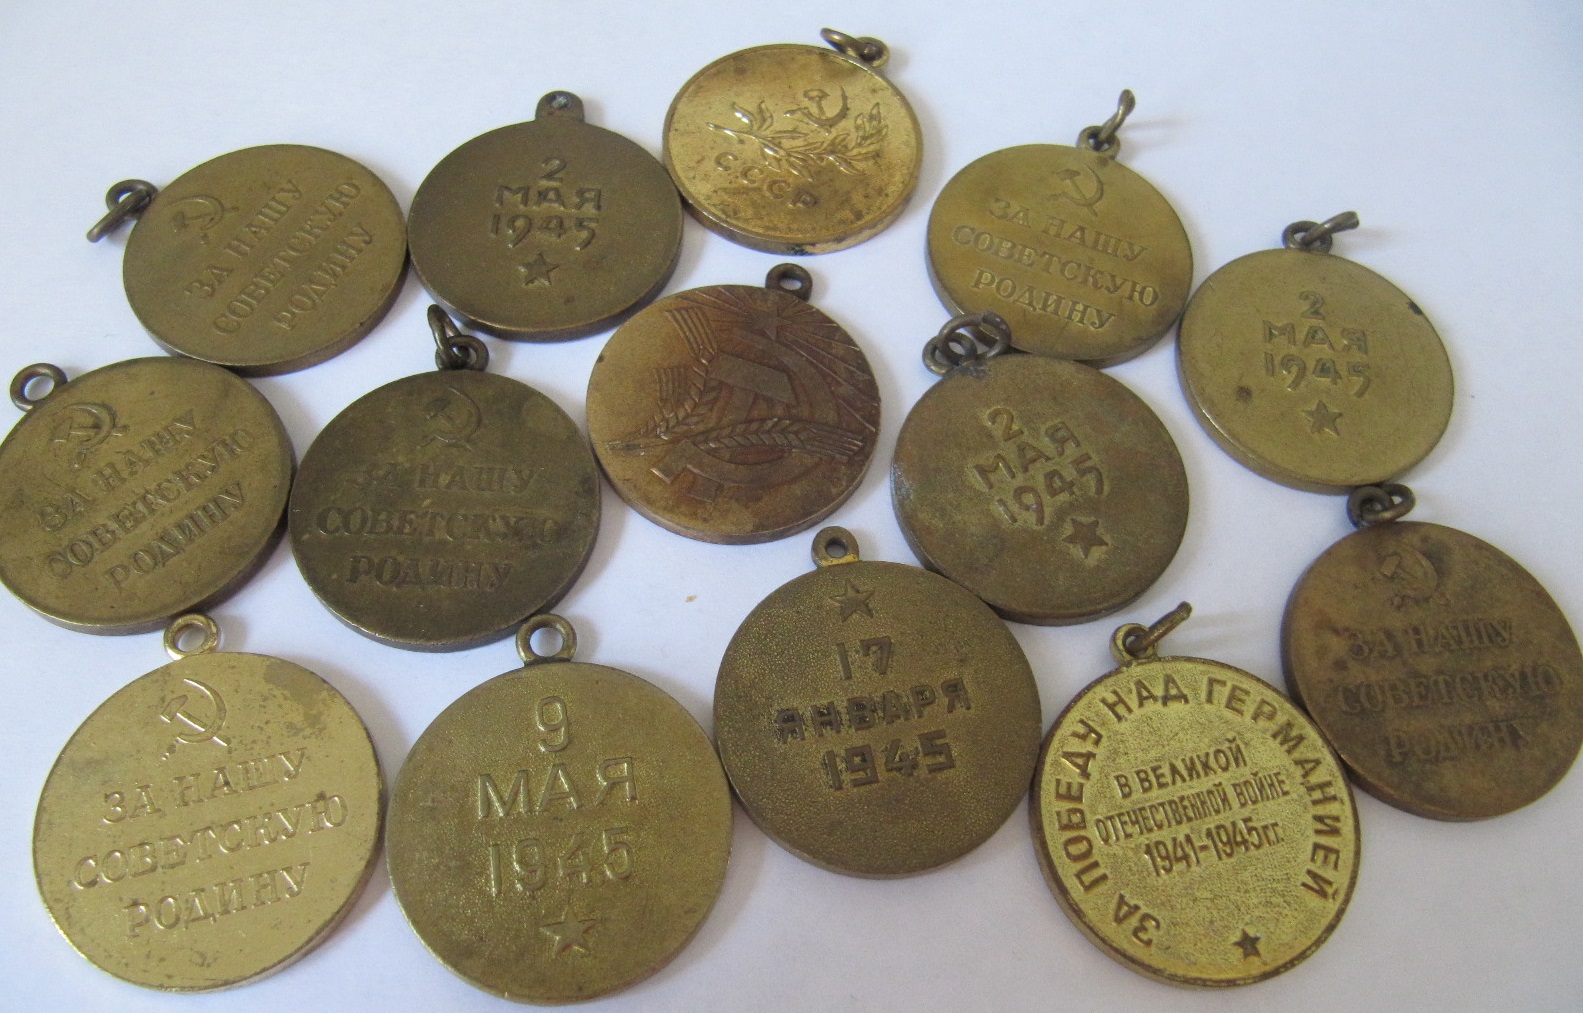 СССР
2
МАЯ
1945
ЗА НАШУ
СОВЕТСКУЮ
РОДИНУ
ЗА НАШУ
СОВЕТСКУЮ
РОДИНУ
2
МАЯ
1945
ЗА НАШУ
СОВЕТСКУЮ
РОДИНУ
ЗА НАШУ
СОВЕТСКУЮ
РОДИНУ
2
МАЯ
1945
ЗА НАШУ
СОВЕТСКУЮ
РОДИНУ
ЗА НАШУ
СОВЕТСКУЮ
РОДИНУ
9
МАЯ
1945
17
ЯНВАРЯ
1945
ЗА ПОБЕДУ НАД ГЕРМАНИЕЙ
В ВЕЛИКОЙ
ОТЕЧЕСТВЕННОЙ ВОЙНЕ
1941-1945гг.